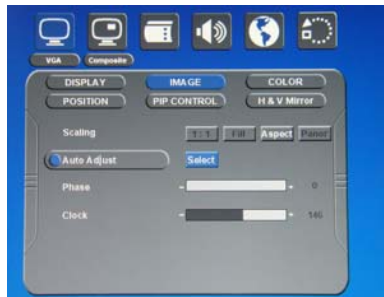 VGA Composite
DISPLAY IMAGE COLOR
POSITION PIP CONTROL H & V Mirror
Scaling 1:1 Fill Aspect Panor
Auto Adjust Select
Phase - + 0
Clock - + 146